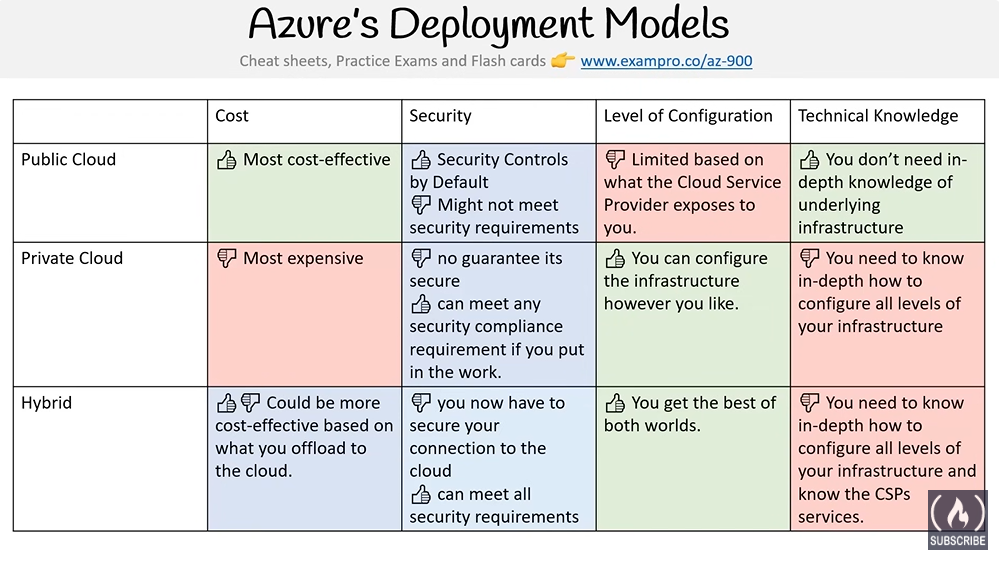 Azure's Deployment Models
Cheat sheets, Practice Exams and Flash cards 👉 www.exampro.co/az-900
Cost
Security
Level of Configuration
Technical Knowledge
Public Cloud
👍 Most cost-effective
👍 Security Controls
by Default
👎 Might not meet
security requirements
👎 Limited based on
what the Cloud Service
Provider exposes to
you.
👍 You don't need in-
depth knowledge of
underlying
infrastructure
Private Cloud
👎 Most expensive
👎 no guarantee its
secure
👍 can meet any
security compliance
requirement if you put
in the work.
👍 You can configure
the infrastructure
however you like.
👎 You need to know
in-depth how to
configure all levels of
your infrastructure
Hybrid
👍👎 Could be more
cost-effective based on
what you offload to
the cloud.
👎 you now have to
secure your
connection to the
cloud
👍 can meet all
security requirements
👍 You get the best of
both worlds.
👎 You need to know
in-depth how to
configure all levels of
your infrastructure and
know the CSPs
services.
SUBSCRIBE